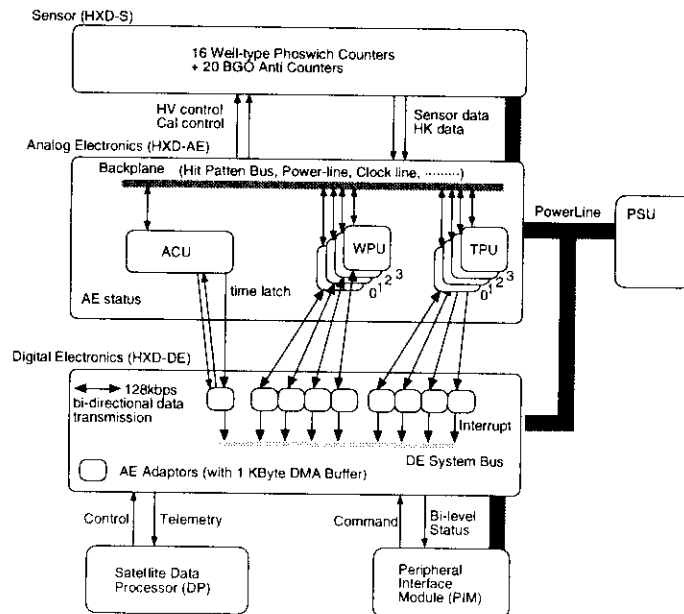 Sensor (HXD-S)
16 Well-type Phoswich Counters
+ 20 BGO Anti Counters
HV control
Cal control
Sensor data
HK data
Analog Electronics (HXD-AE)
Backplane (Hit Patten Bus, Power-line, Clock line, ········)
PowerLine
PSU
ACU
WPU
TPU
0 1 2 3
0 1 2 3
AE status
time latch
Digital Electronics (HXD-DE)
128kbps
bi-directional data
transmission
Interrupt
DE System Bus
AE Adaptors (with 1 KByte DMA Buffer)
Control
Telemetry
Command
Bi-level
Status
Satellite Data
Processor (DP)
Peripheral
Interface
Module (PIM)